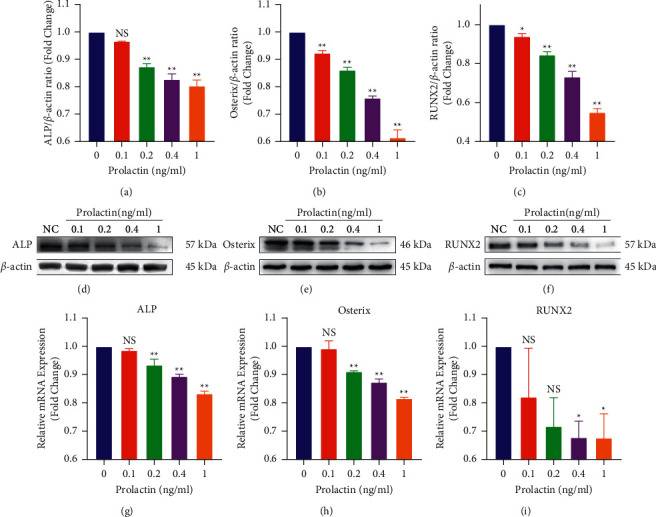 ALP/β-actin ratio (Fold Change)
1.1
1.0
0.9
0.8
0.7
0.6
NS
**
**
**
0
0.1
0.2
0.4
1
Prolactin (ng/ml)
(a)
Osterix/β-actin ratio
(Fold Change)
1.1
1.0
0.9
0.8
0.7
0.6
**
**
**
**
0
0.1
0.2
0.4
1
Prolactin (ng/ml)
(b)
RUNX2/β-actin ratio
(Fold Change)
1.0
0.8
0.6
0.4
*
**
**
**
0
0.1
0.2
0.4
1
Prolactin (ng/ml)
(c)
Prolactin(ng/ml)
NC 0.1 0.2 0.4 1
ALP 57 kDa
β-actin 45 kDa
(d)
Prolactin(ng/ml)
NC 0.1 0.2 0.4 1
Osterix 46 kDa
β-actin 45 kDa
(e)
Prolactin(ng/ml)
NC 0.1 0.2 0.4 1
RUNX2 57 kDa
β-actin 45 kDa
(f)
ALP
Relative mRNA Expression
(Fold Change)
1.1
1.0
0.9
0.8
0.7
0.6
NS
**
**
**
0
0.1
0.2
0.4
1
Prolactin (ng/ml)
(g)
Osterix
Relative mRNA Expression
(Fold Change)
1.1
1.0
0.9
0.8
0.7
0.6
NS
**
**
**
0
0.1
0.2
0.4
1
Prolactin (ng/ml)
(h)
RUNX2
Relative mRNA Expression
(Fold Change)
1.1
1.0
0.9
0.8
0.7
0.6
NS
NS
*
*
0
0.1
0.2
0.4
1
Prolactin (ng/ml)
(i)